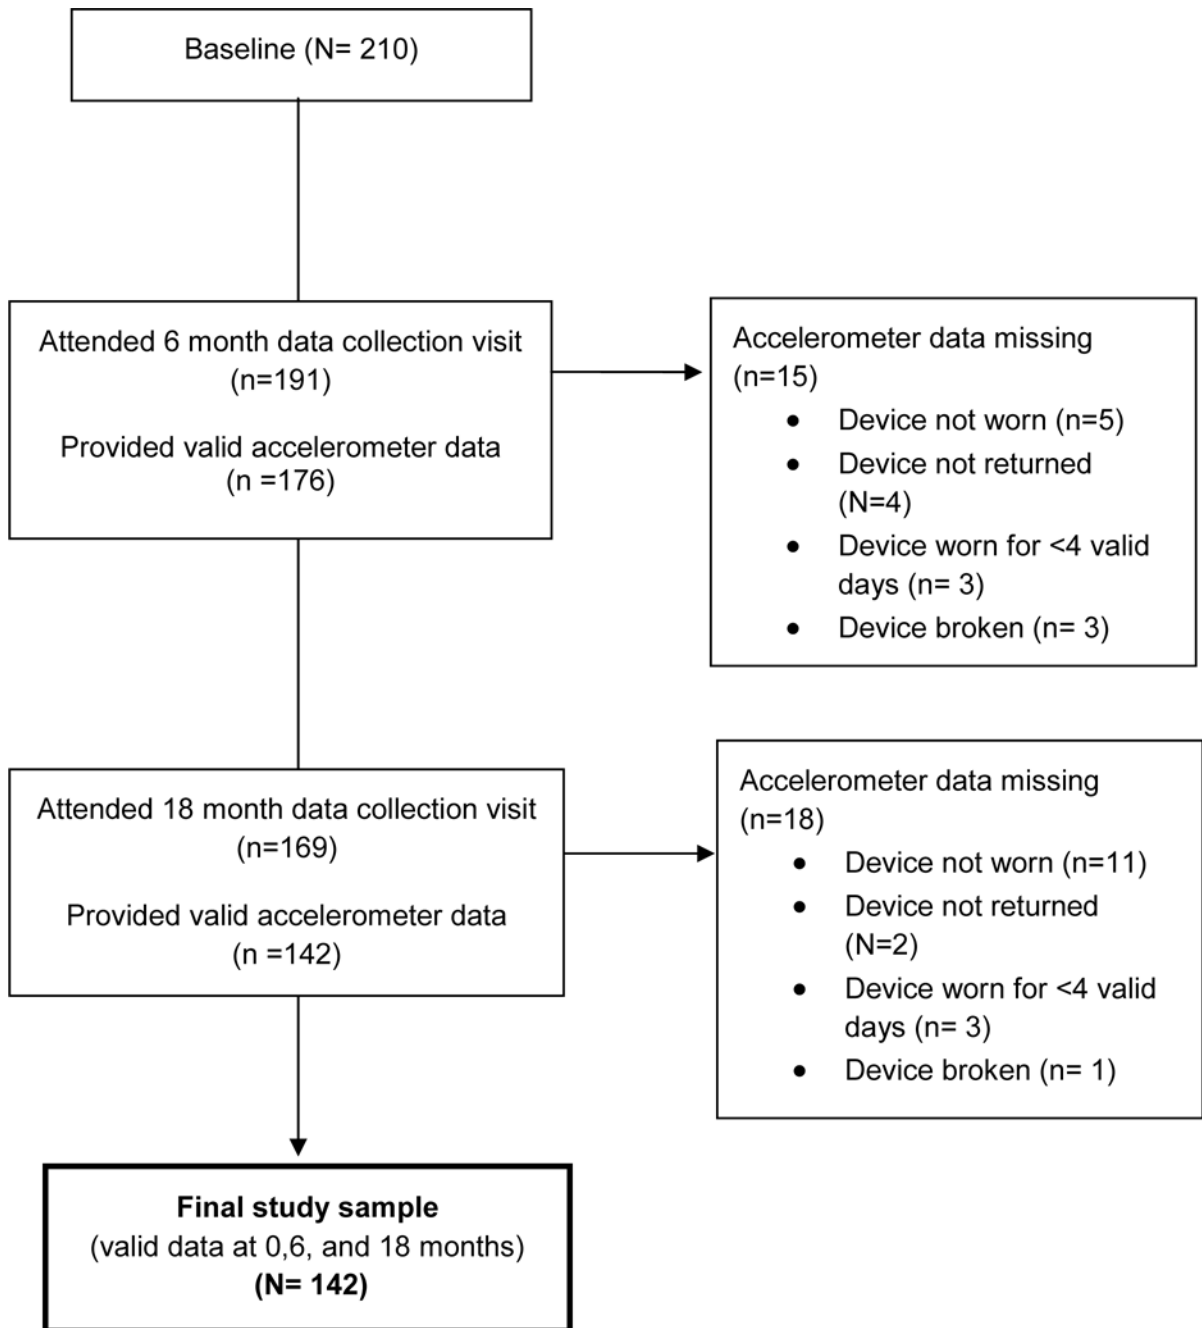 Baseline (N= 210)
Attended 6 month data collection visit
(n=191)
Provided valid accelerometer data
(n =176)
Accelerometer data missing
(n=15)
• Device not worn (n=5)
• Device not returned
(N=4)
• Device worn for <4 valid
days (n= 3)
• Device broken (n= 3)
Attended 18 month data collection visit
(n=169)
Provided valid accelerometer data
(n =142)
Accelerometer data missing
(n=18)
• Device not worn (n=11)
• Device not returned
(N=2)
• Device worn for <4 valid
days (n= 3)
• Device broken (n= 1)
Final study sample
(valid data at 0,6, and 18 months)
(N= 142)